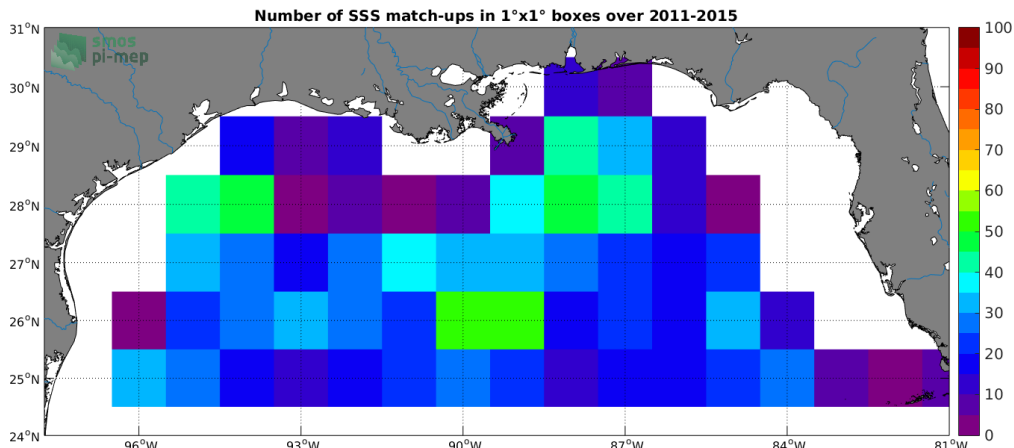 Number of SSS match-ups in 1°x1° boxes over 2011-2015
smos
pi-mep
31°N
30°N
29°N
28°N
27°N
26°N
25°N
24°N
96°W
93°W
90°W
87°W
84°W
81°W
100
90
80
70
60
50
40
30
20
10
0